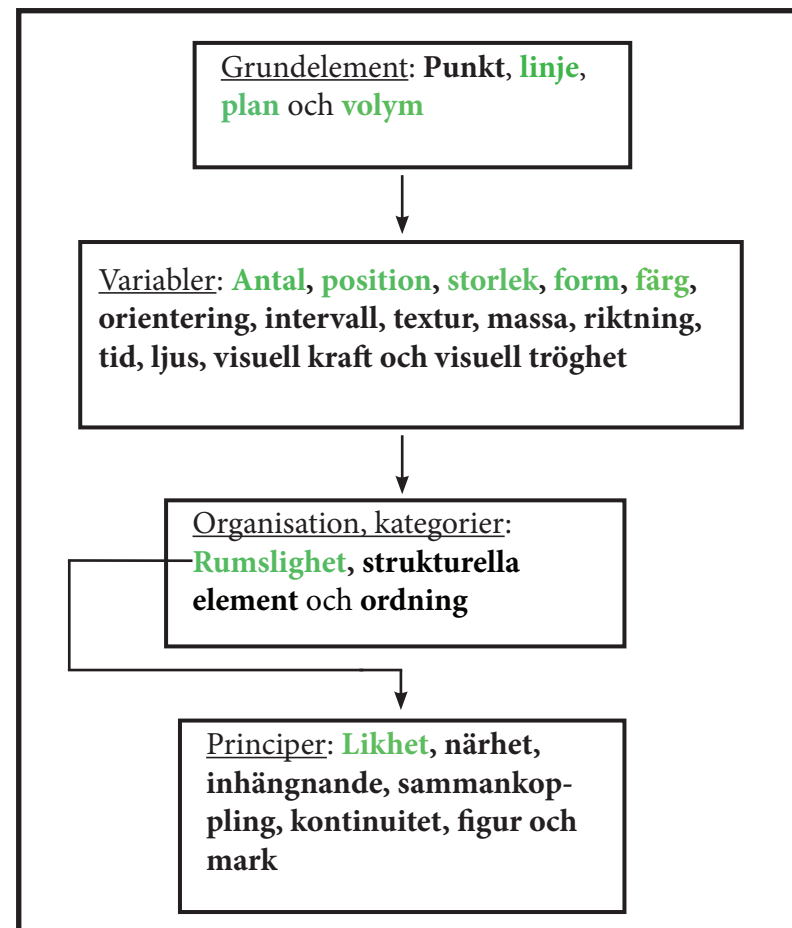 Grundelement: Punkt, linje,
plan och volym
Variabler: Antal, position, storlek, form, färg,
orientering, intervall, textur, massa, riktning,
tid, ljus, visuell kraft och visuell tröghet
Organisation, kategorier:
Rumslighet, strukturella
element och ordning
Principer: Likhet, närhet,
inhängnande, sammankop-
pling, kontinuitet, figur och
mark